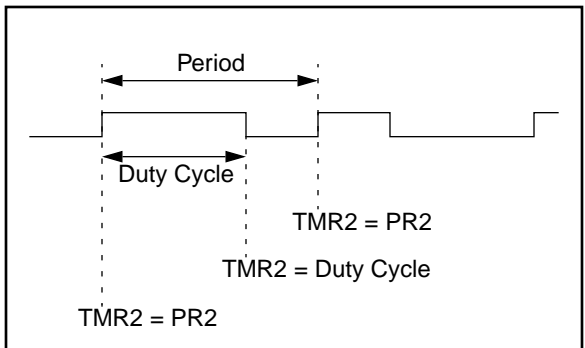 Period
Duty Cycle
TMR2 = PR2
TMR2 = Duty Cycle
TMR2 = PR2